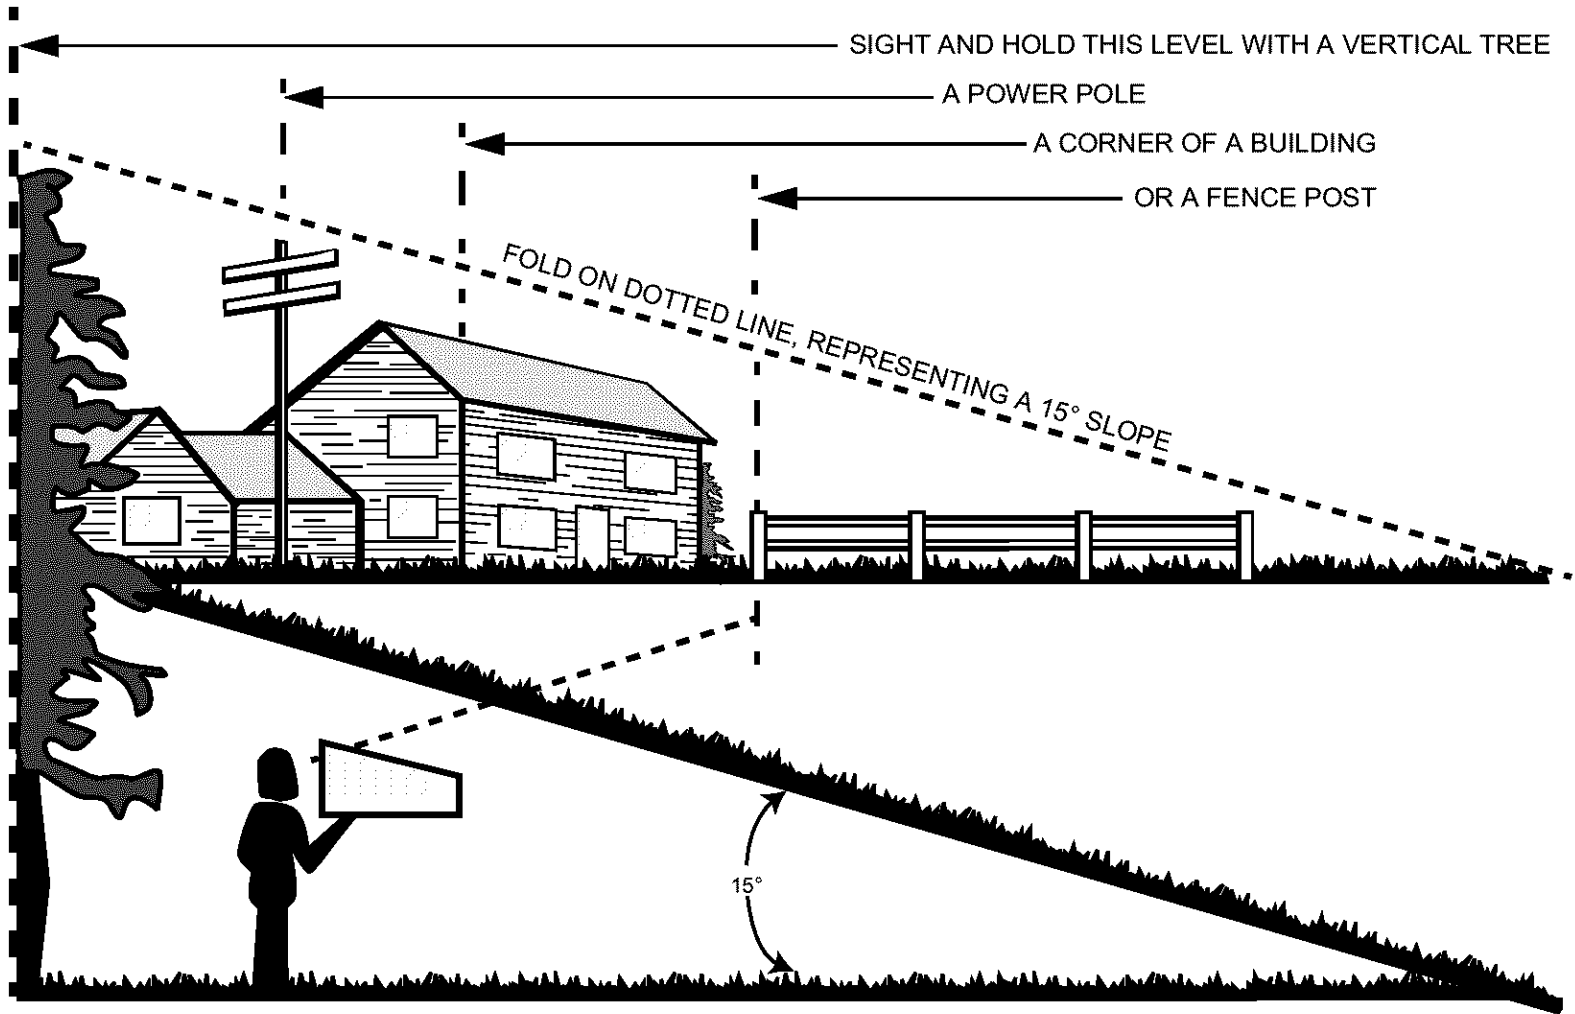 SIGHT AND HOLD THIS LEVEL WITH A VERTICAL TREE
A POWER POLE
A CORNER OF A BUILDING
OR A FENCE POST
FOLD ON DOTTED LINE, REPRESENTING A 15° SLOPE
15°